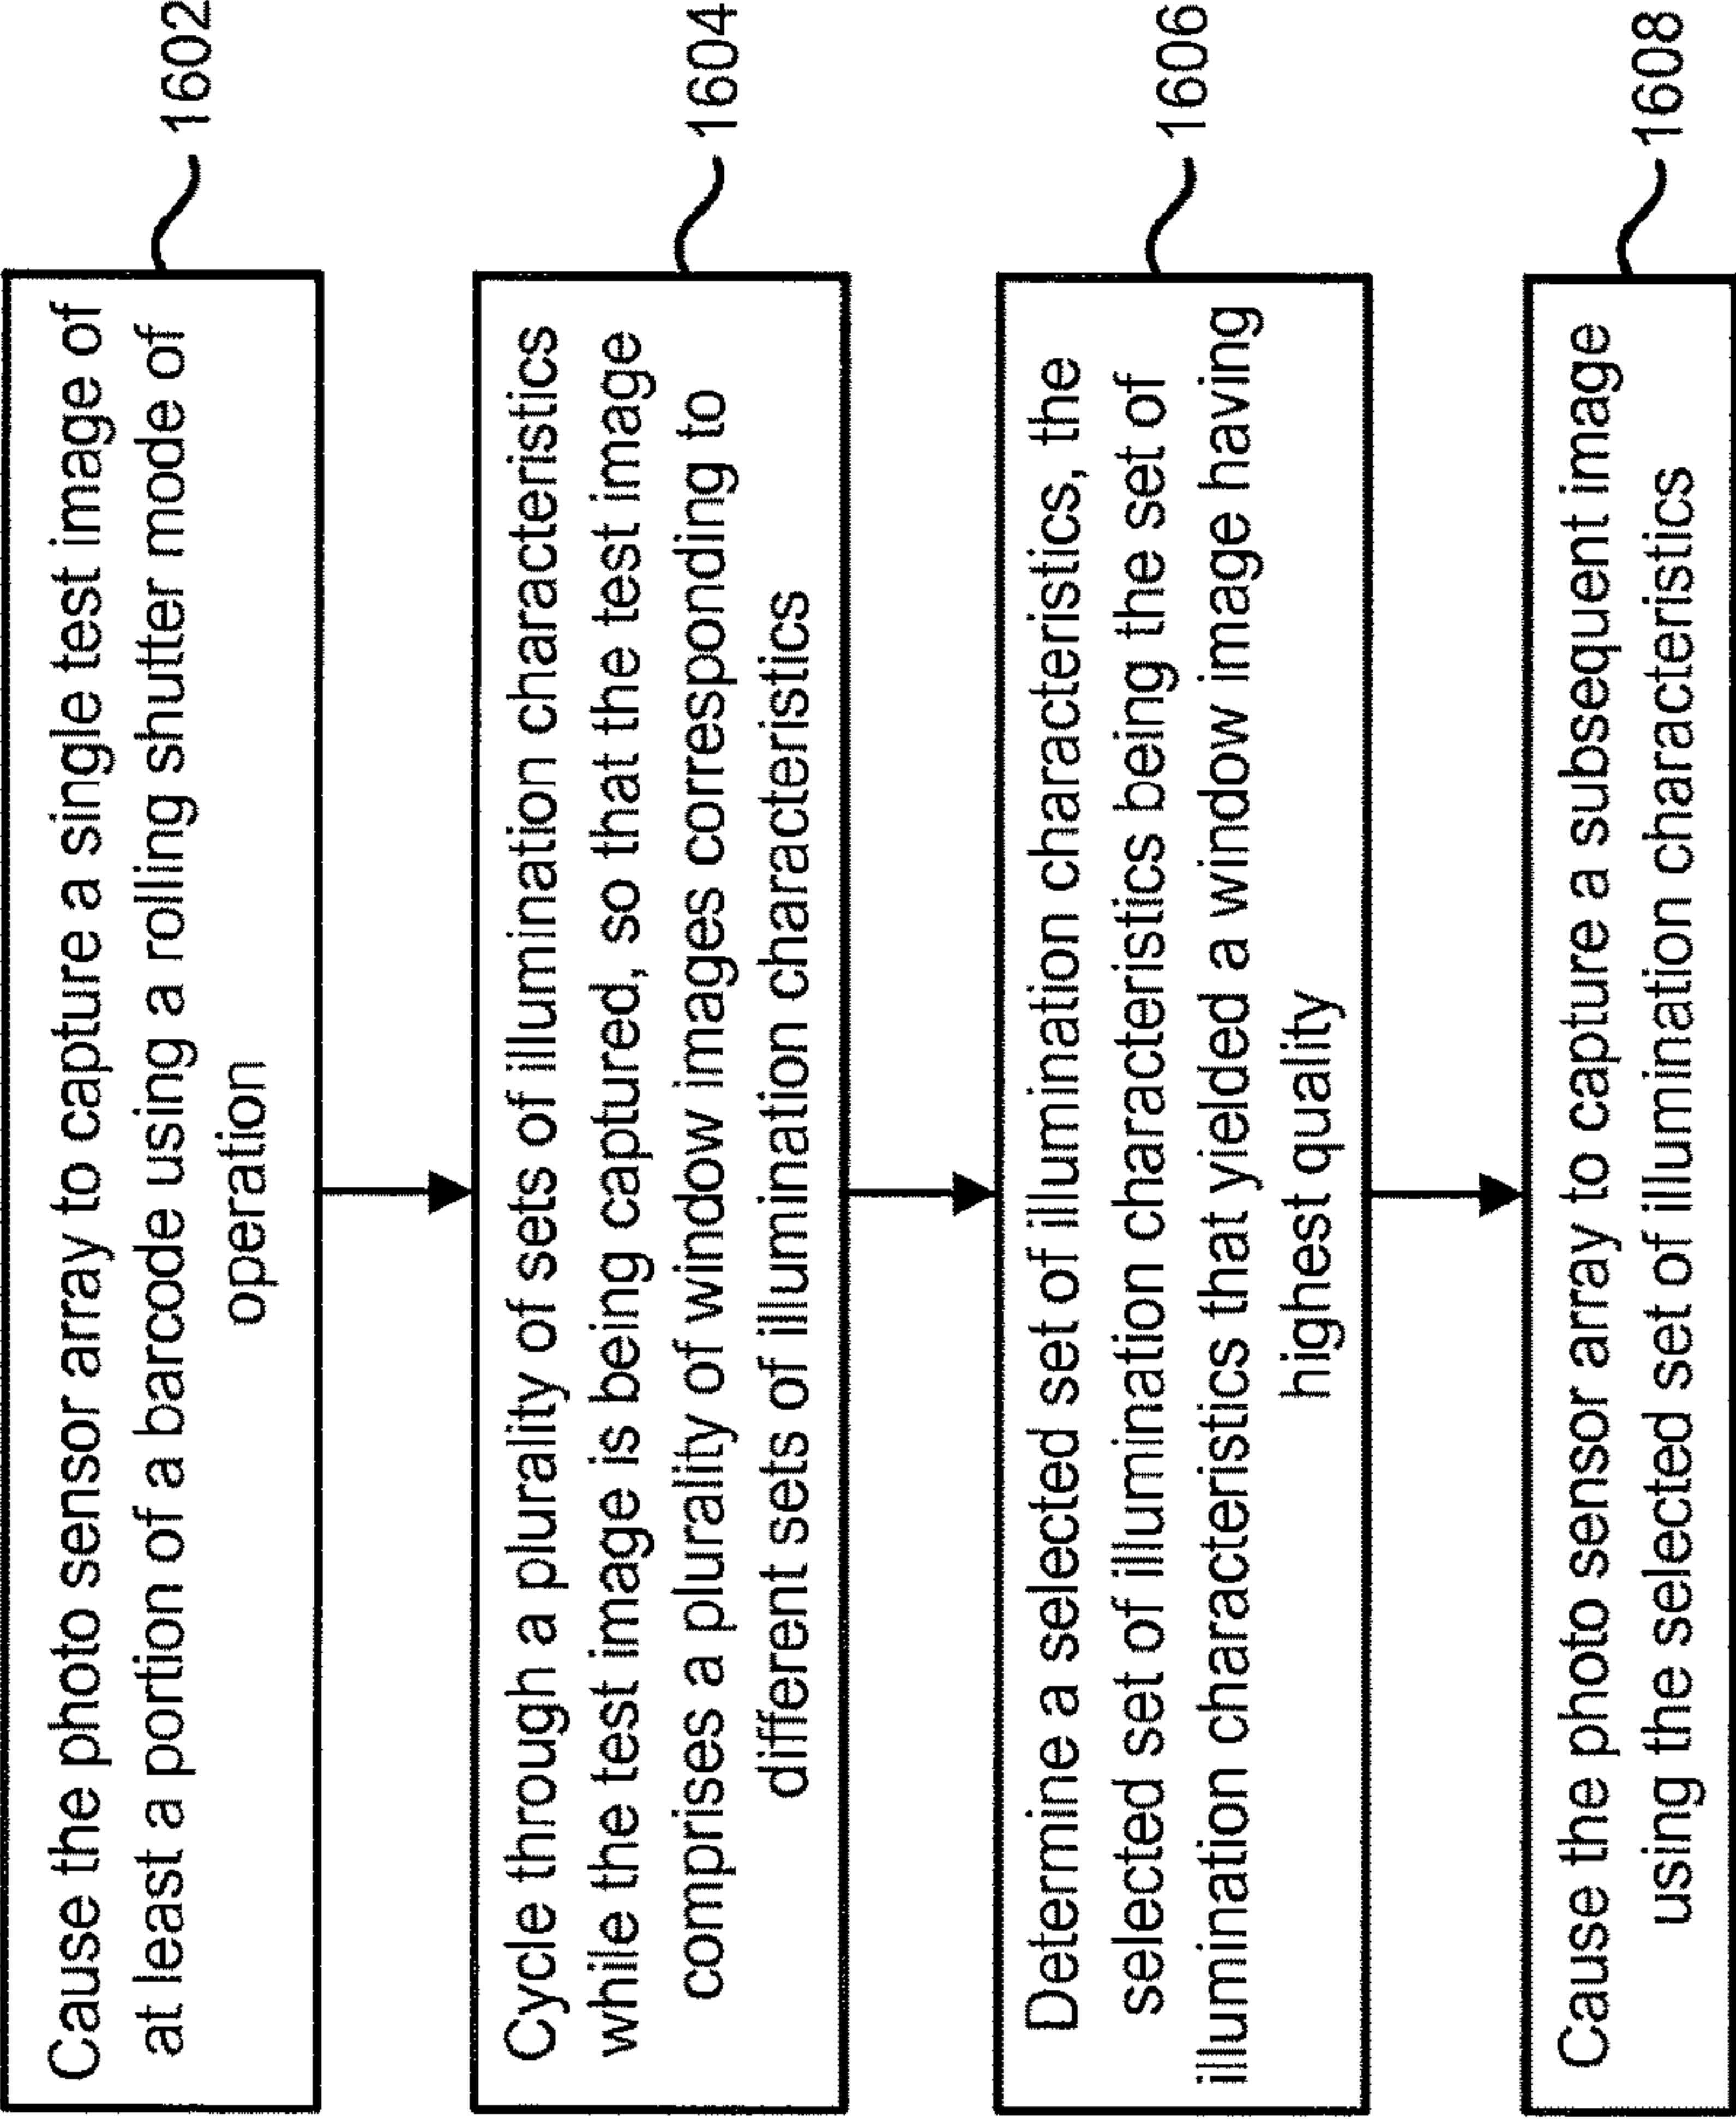 Cause the photo sensor array to capture a single test image of
at least a portion of a barcode using a rolling shutter mode of
operation
1602
Cycle through a plurality of sets of illumination characteristics
while the test image is being captured, so that the test image
comprises a plurality of window images corresponding to
different sets of illumination characteristics
1604
Determine a selected set of illumination characteristics, the
selected set of illumination characteristics being the set of
illumination characteristics that yielded a window image having
highest quality
1606
Cause the photo sensor array to capture a subsequent image
using the selected set of illumination characteristics
1608